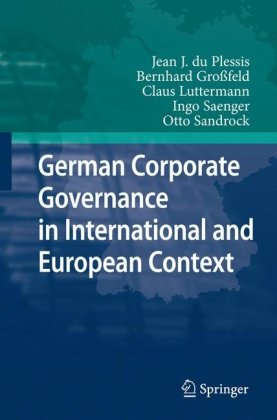 Jean J. du Plessis
Bernhard Großfeld
Claus Luttermann
Ingo Saenger
Otto Sandrock
German Corporate
Governance
in International and
European Context
Springer